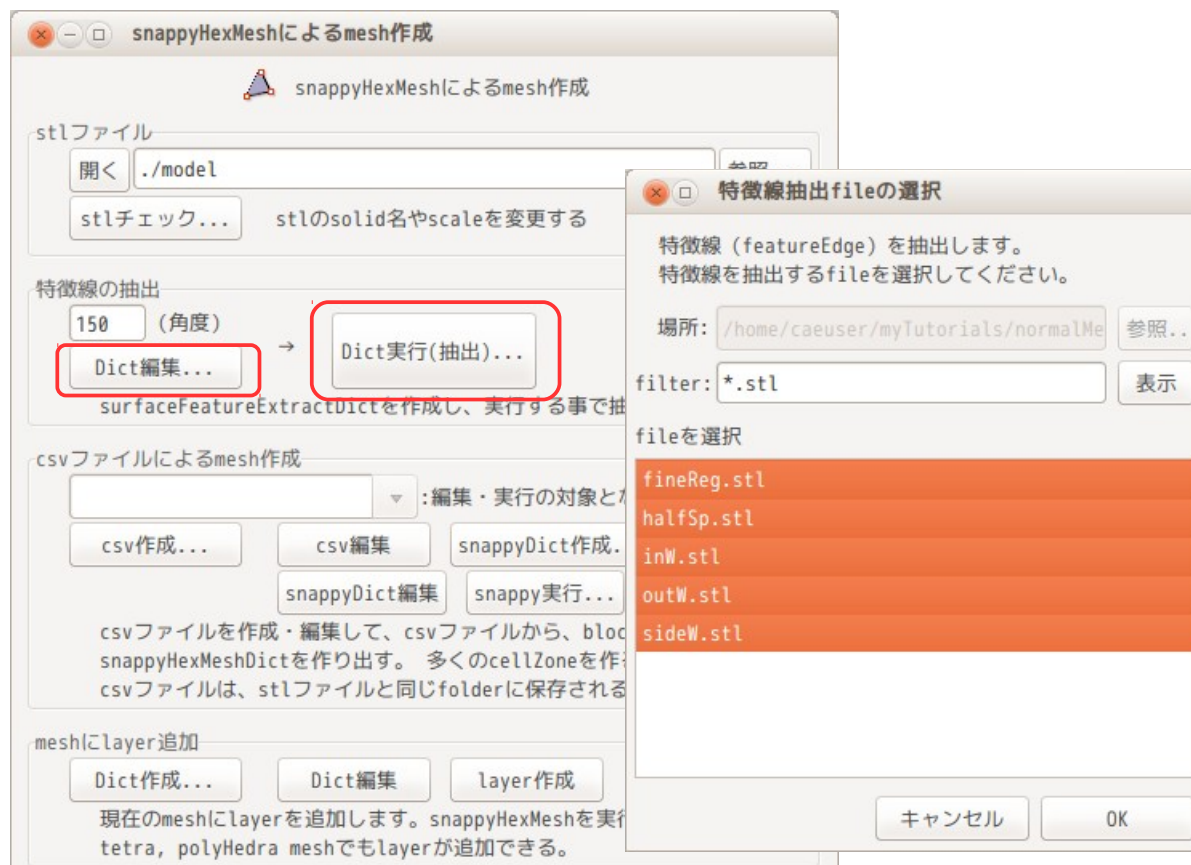 snappyHexMeshによるmesh作成
snappyHexMeshによるmesh作成
stlファイル
開く ./model
stlチェック... stlのsolid名やscaleを変更する
特徴線の抽出
150 (角度)
→
Dict編集...
Dict実行(抽出)...
surfaceFeatureExtractDictを作成し、実行する事で抽
csvファイルによるmesh作成
:編集・実行の対象とな
csv作成... csv編集 snappyDict作成.
snappyDict編集 snappy実行...
csvファイルを作成・編集して、csvファイルから、bloc
snappyHexMeshDictを作り出す。 多くのcellZoneを作
csvファイルは、stlファイルと同じfolderに保存される
meshにlayer追加
Dict作成... Dict編集 layer作成
現在のmeshにlayerを追加します。snappyHexMeshを実行
tetra, polyHedra meshでもlayerが追加できる。
特徴線抽出fileの選択
特徴線(featureEdge)を抽出します。
特徴線を抽出するfileを選択してください。
場所: /home/caeuser/myTutorials/normalMe 参照..
filter: *.stl 表示
fileを選択
fineReg.stl
halfSp.stl
inW.stl
outW.stl
sideW.stl
キャンセル OK